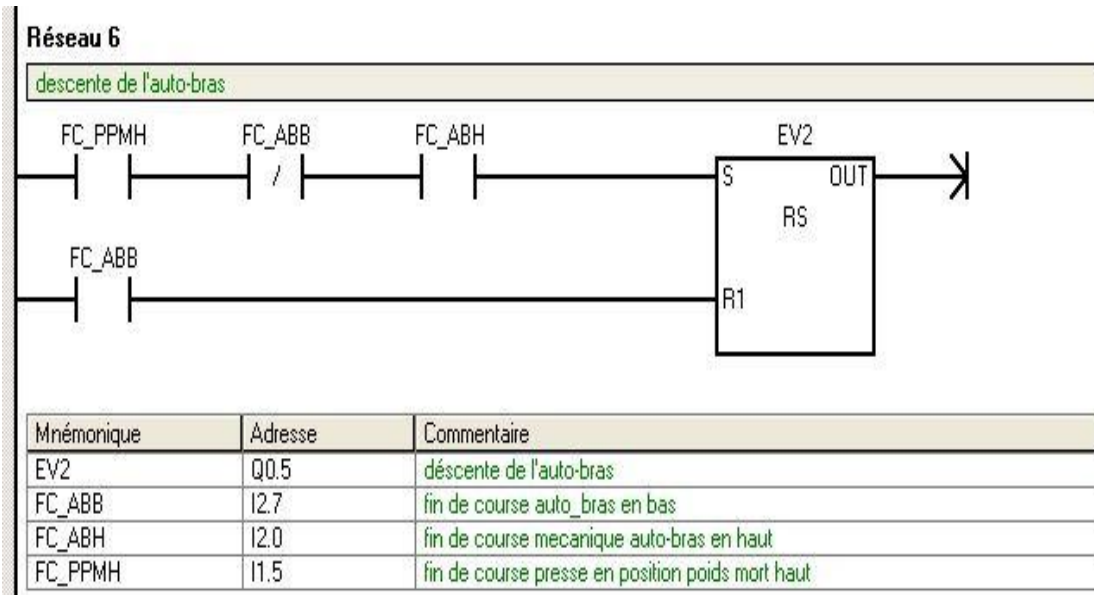 Réseau 6
descente de l'auto-bras
FC_PPMH FC_ABB FC_ABH EV2
/ S OUT
RS
FC_ABB
R1
Mnémonique Adresse Commentaire
EV2 Q0.5 déscente de l'auto-bras
FC_ABB I2.7 fin de course auto_bras en bas
FC_ABH I2.0 fin de course mecanique auto-bras en haut
FC_PPMH I1.5 fin de course presse en position poids mort haut